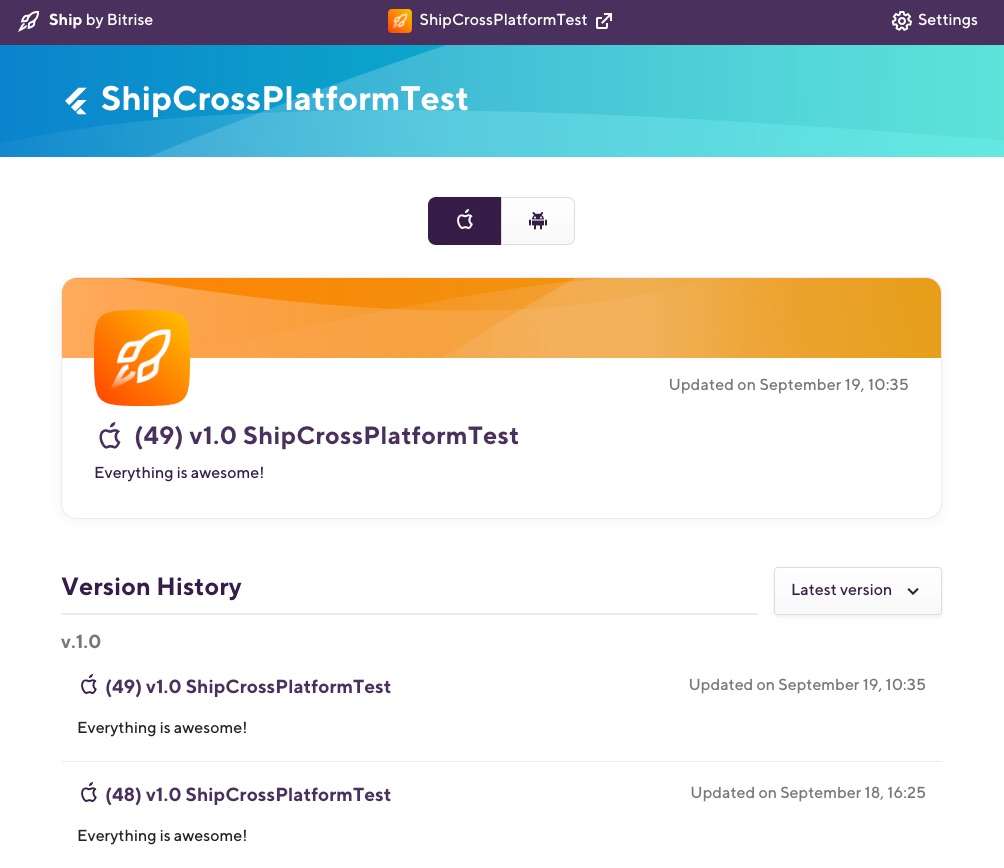 Ship by Bitrise
ShipCrossPlatformTest
Settings
ShipCrossPlatformTest
Updated on September 19, 10:35
(49) v1.0 ShipCrossPlatformTest
Everything is awesome!
Version History
Latest version
v.1.0
(49) v1.0 ShipCrossPlatformTest
Updated on September 19, 10:35
Everything is awesome!
(48) v1.0 ShipCrossPlatformTest
Updated on September 18, 16:25
Everything is awesome!